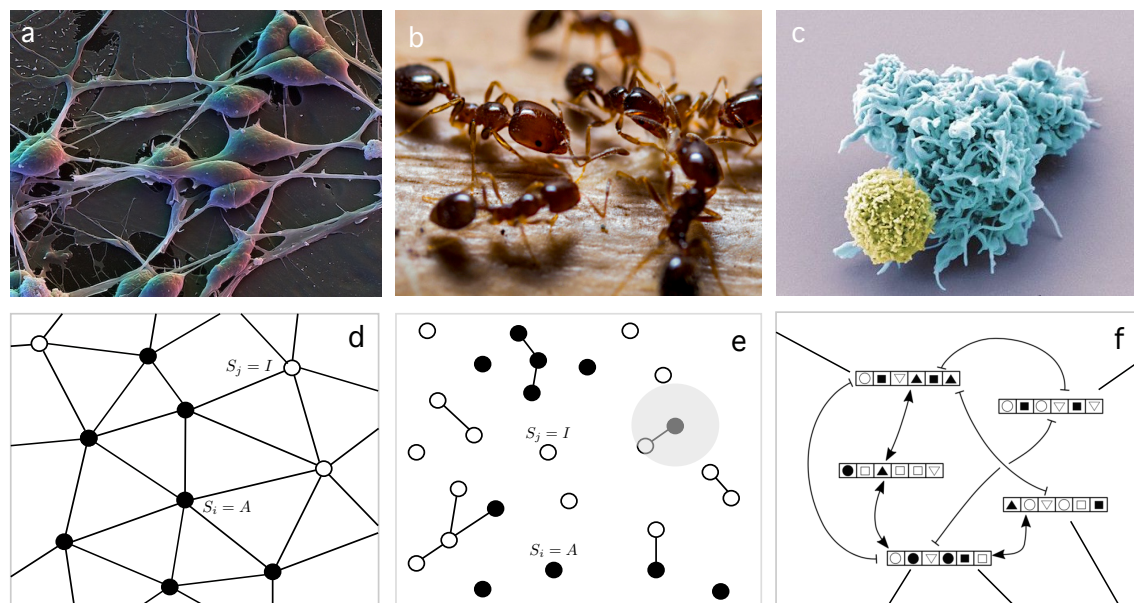 a
b
c
d
S_j = I
S_i = A
e
S_j = I
S_i = A
f